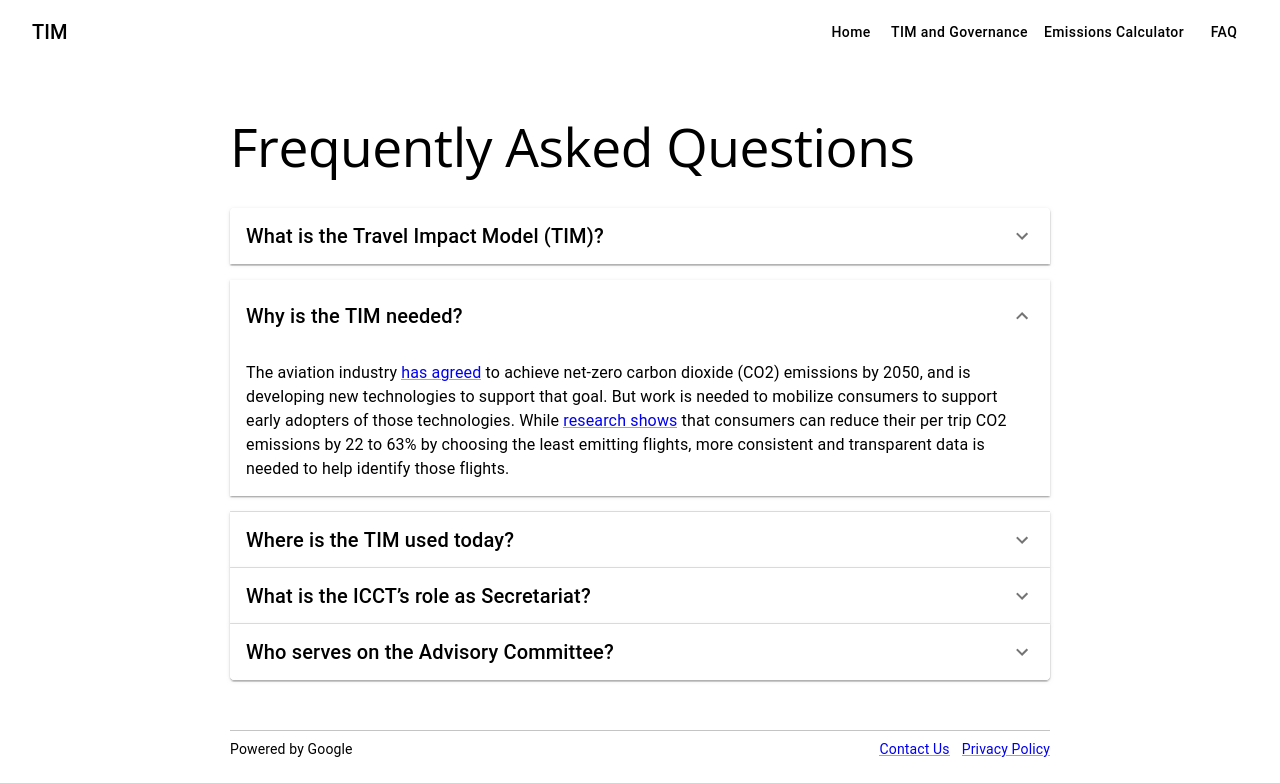 TIM
Home
TIM and Governance
Emissions Calculator
FAQ
Frequently Asked Questions
What is the Travel Impact Model (TIM)?
Why is the TIM needed?
The aviation industry has agreed to achieve net-zero carbon dioxide (CO2) emissions by 2050, and is
developing new technologies to support that goal. But work is needed to mobilize consumers to support
early adopters of those technologies. While research shows that consumers can reduce their per trip CO2
emissions by 22 to 63% by choosing the least emitting flights, more consistent and transparent data is
needed to help identify those flights.
Where is the TIM used today?
What is the ICCT’s role as Secretariat?
Who serves on the Advisory Committee?
Powered by Google
Contact Us
Privacy Policy